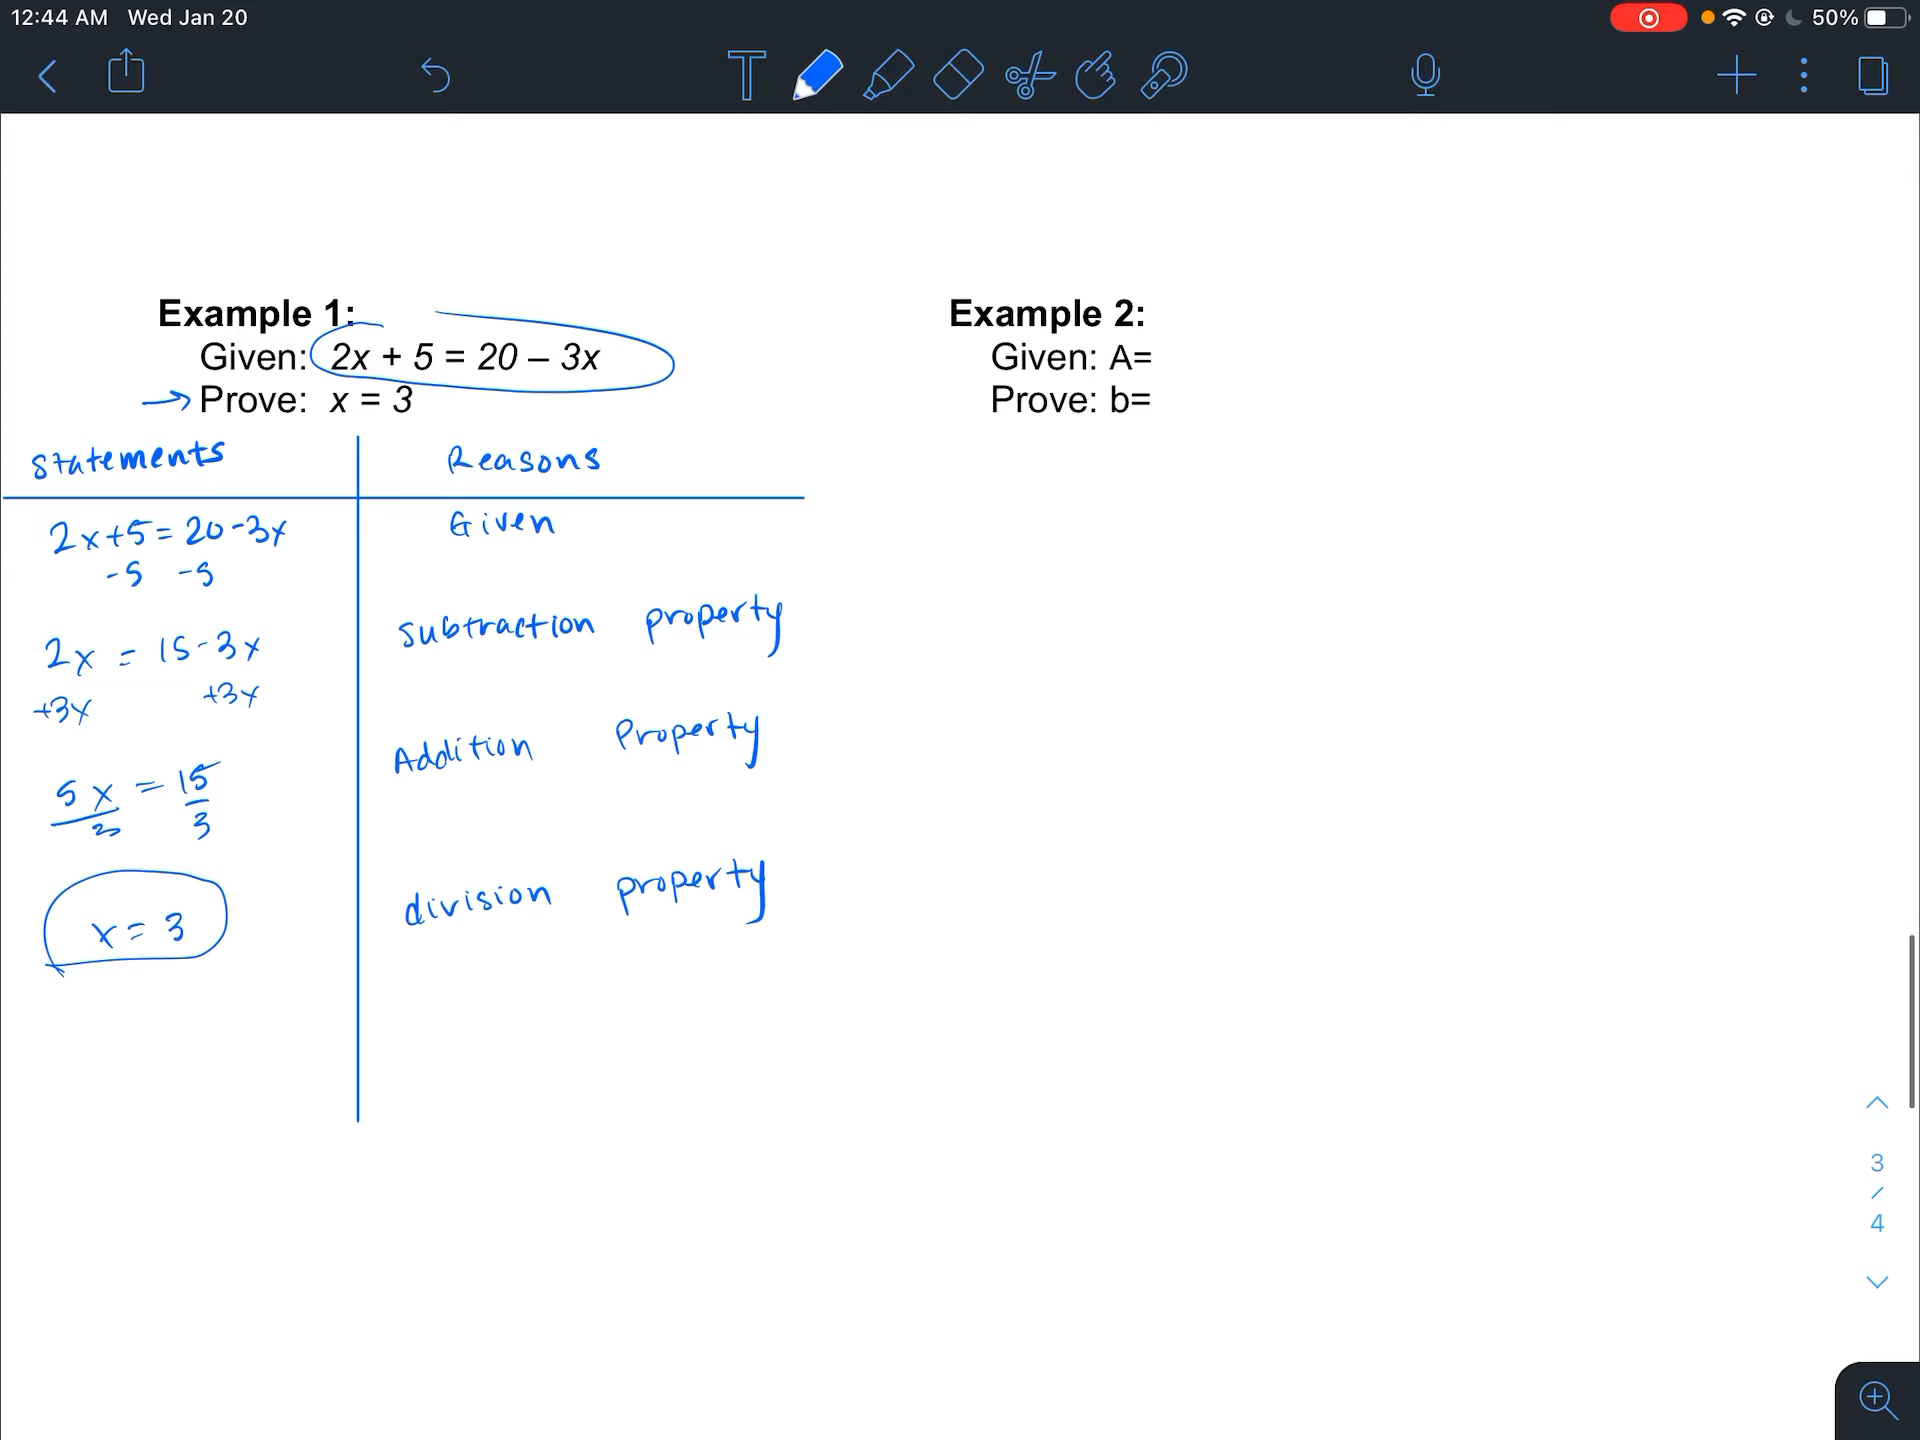 12:44 AM Wed Jan 20
50%
Example 1:
Given: 2x + 5 = 20 – 3x
Prove: x = 3
Example 2:
Given: A=
Prove: b=
Statements Reasons
2x+5=20-3x Given
-5 -5
2x = 15-3x Subtraction property
+3x +3x
5x = 15 Addition Property
3 3
x = 3 division property
3
/
4